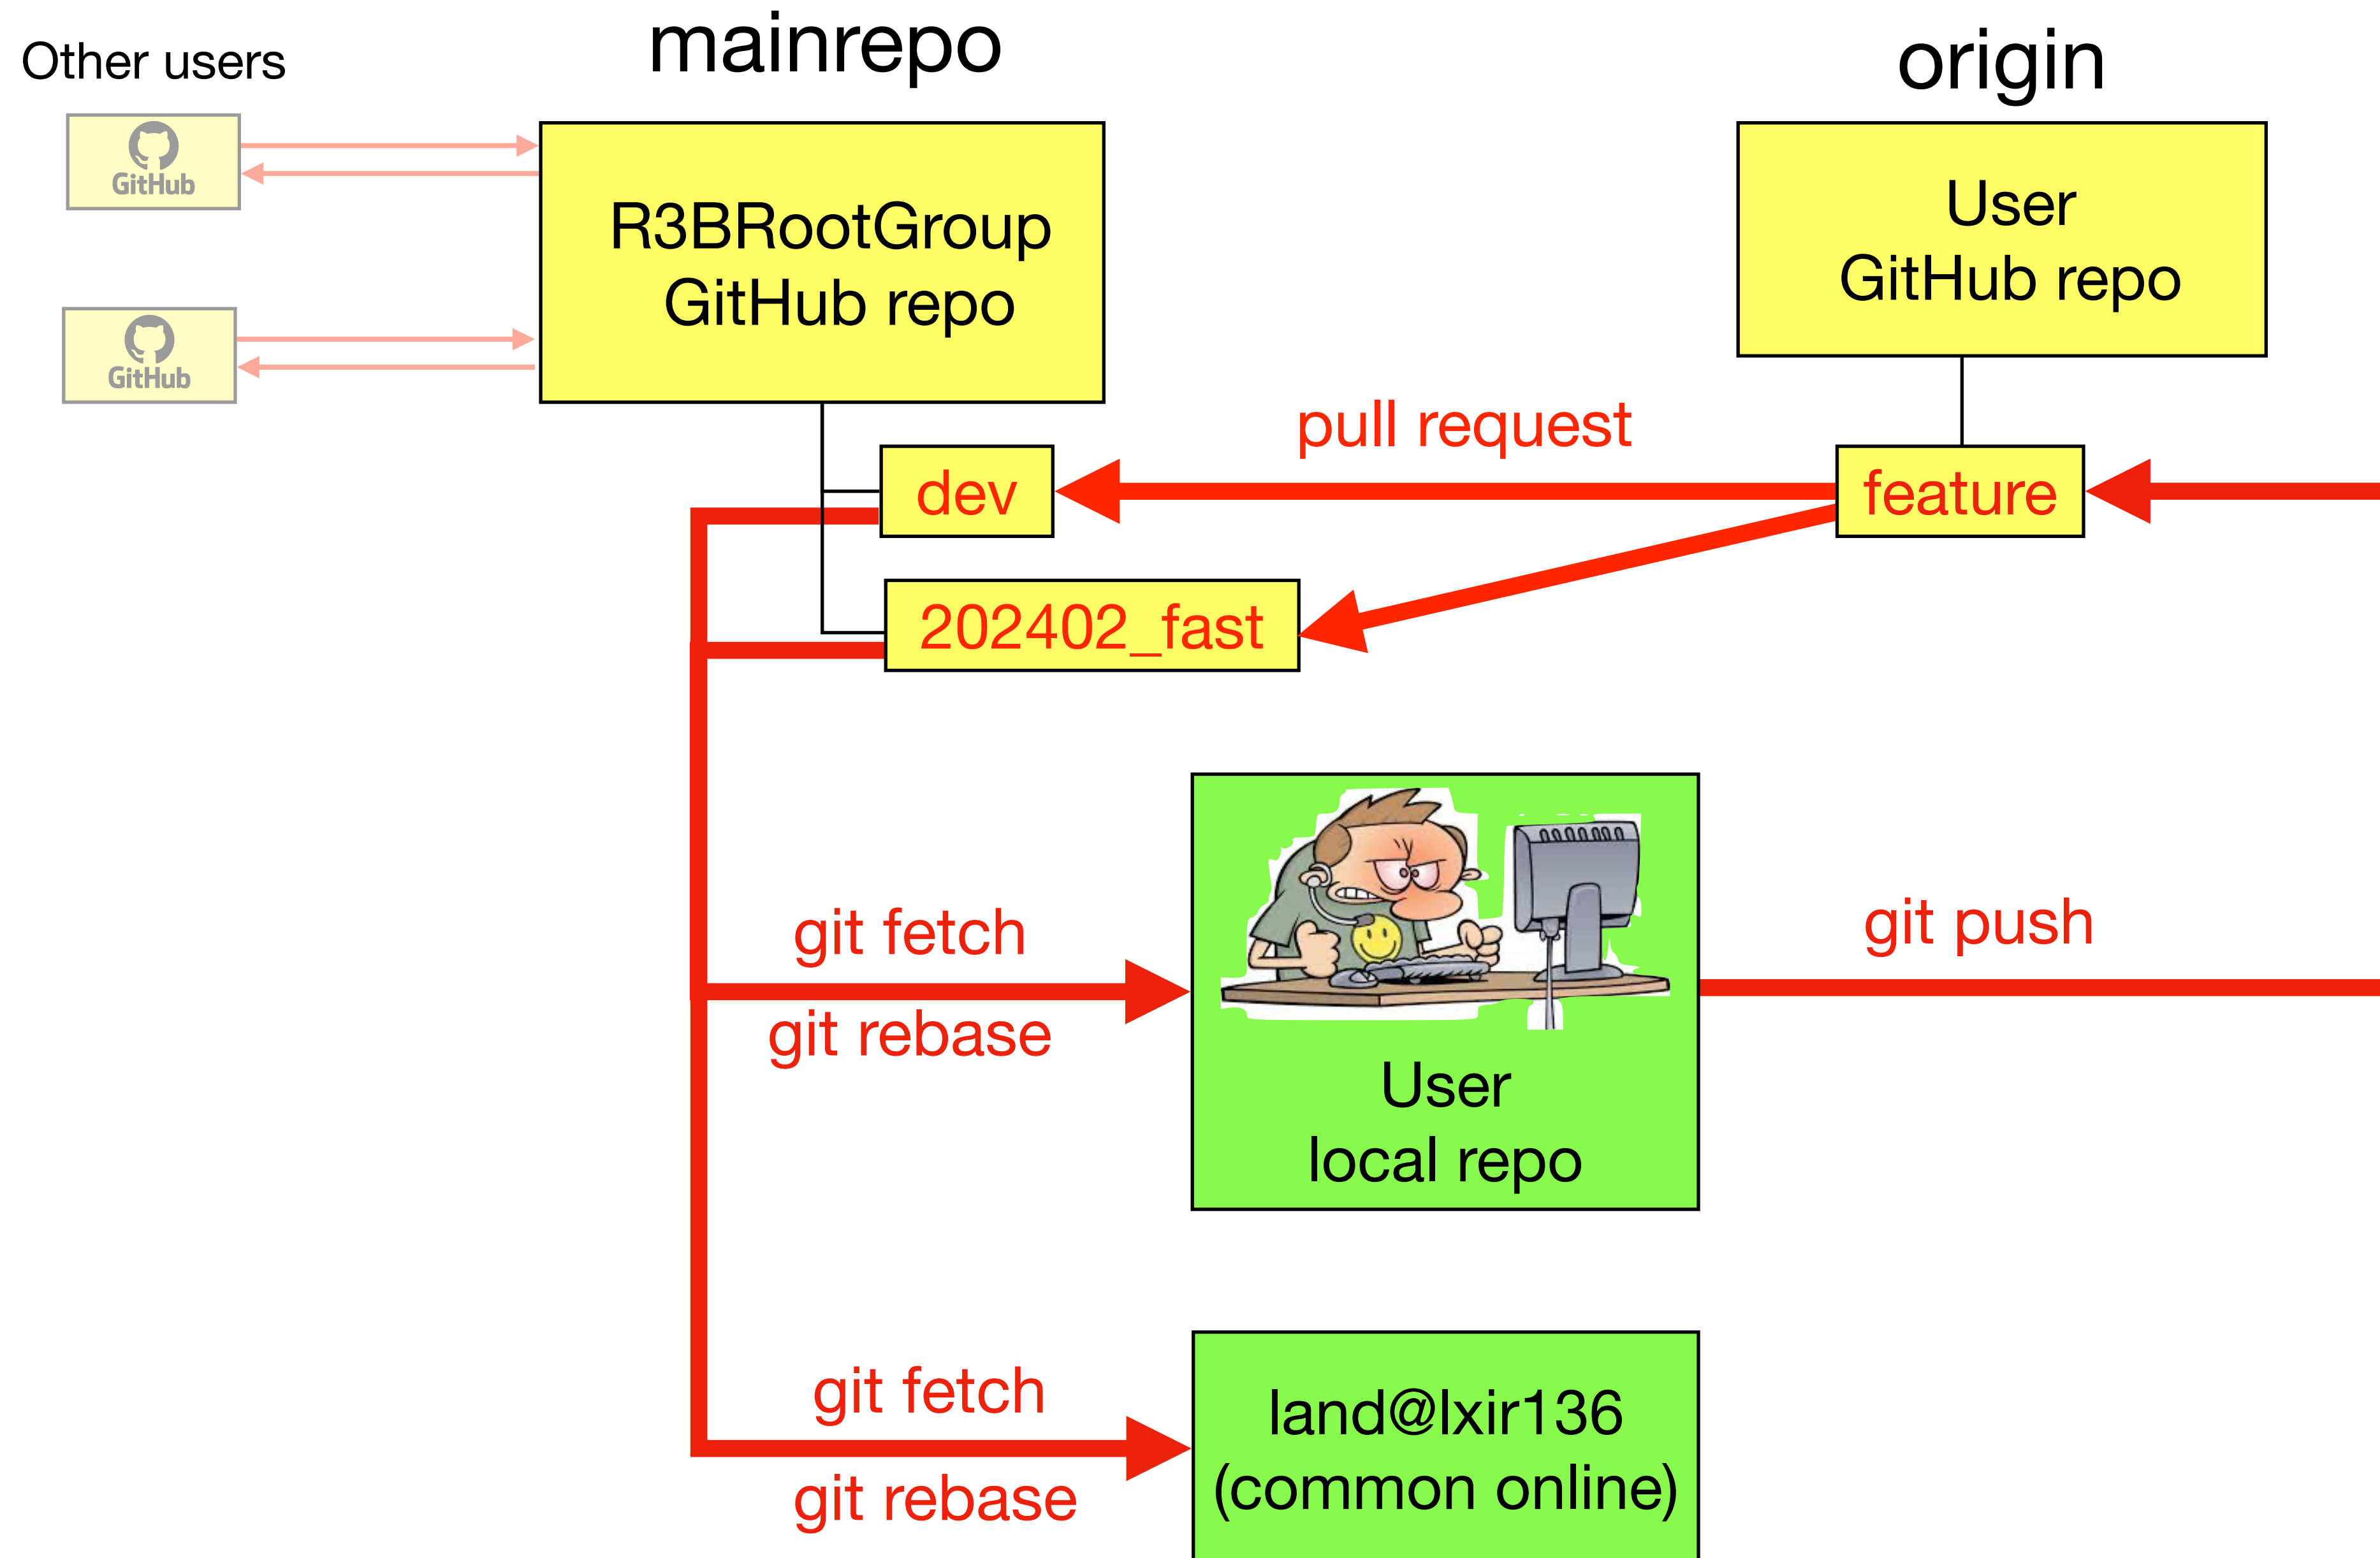 Other users
mainrepo
origin
GitHub
GitHub
R3BRootGroup
GitHub repo
User
GitHub repo
pull request
dev
feature
202402_fast
git fetch
git rebase
git push
User
local repo
git fetch
git rebase
land@lxir136
(common online)